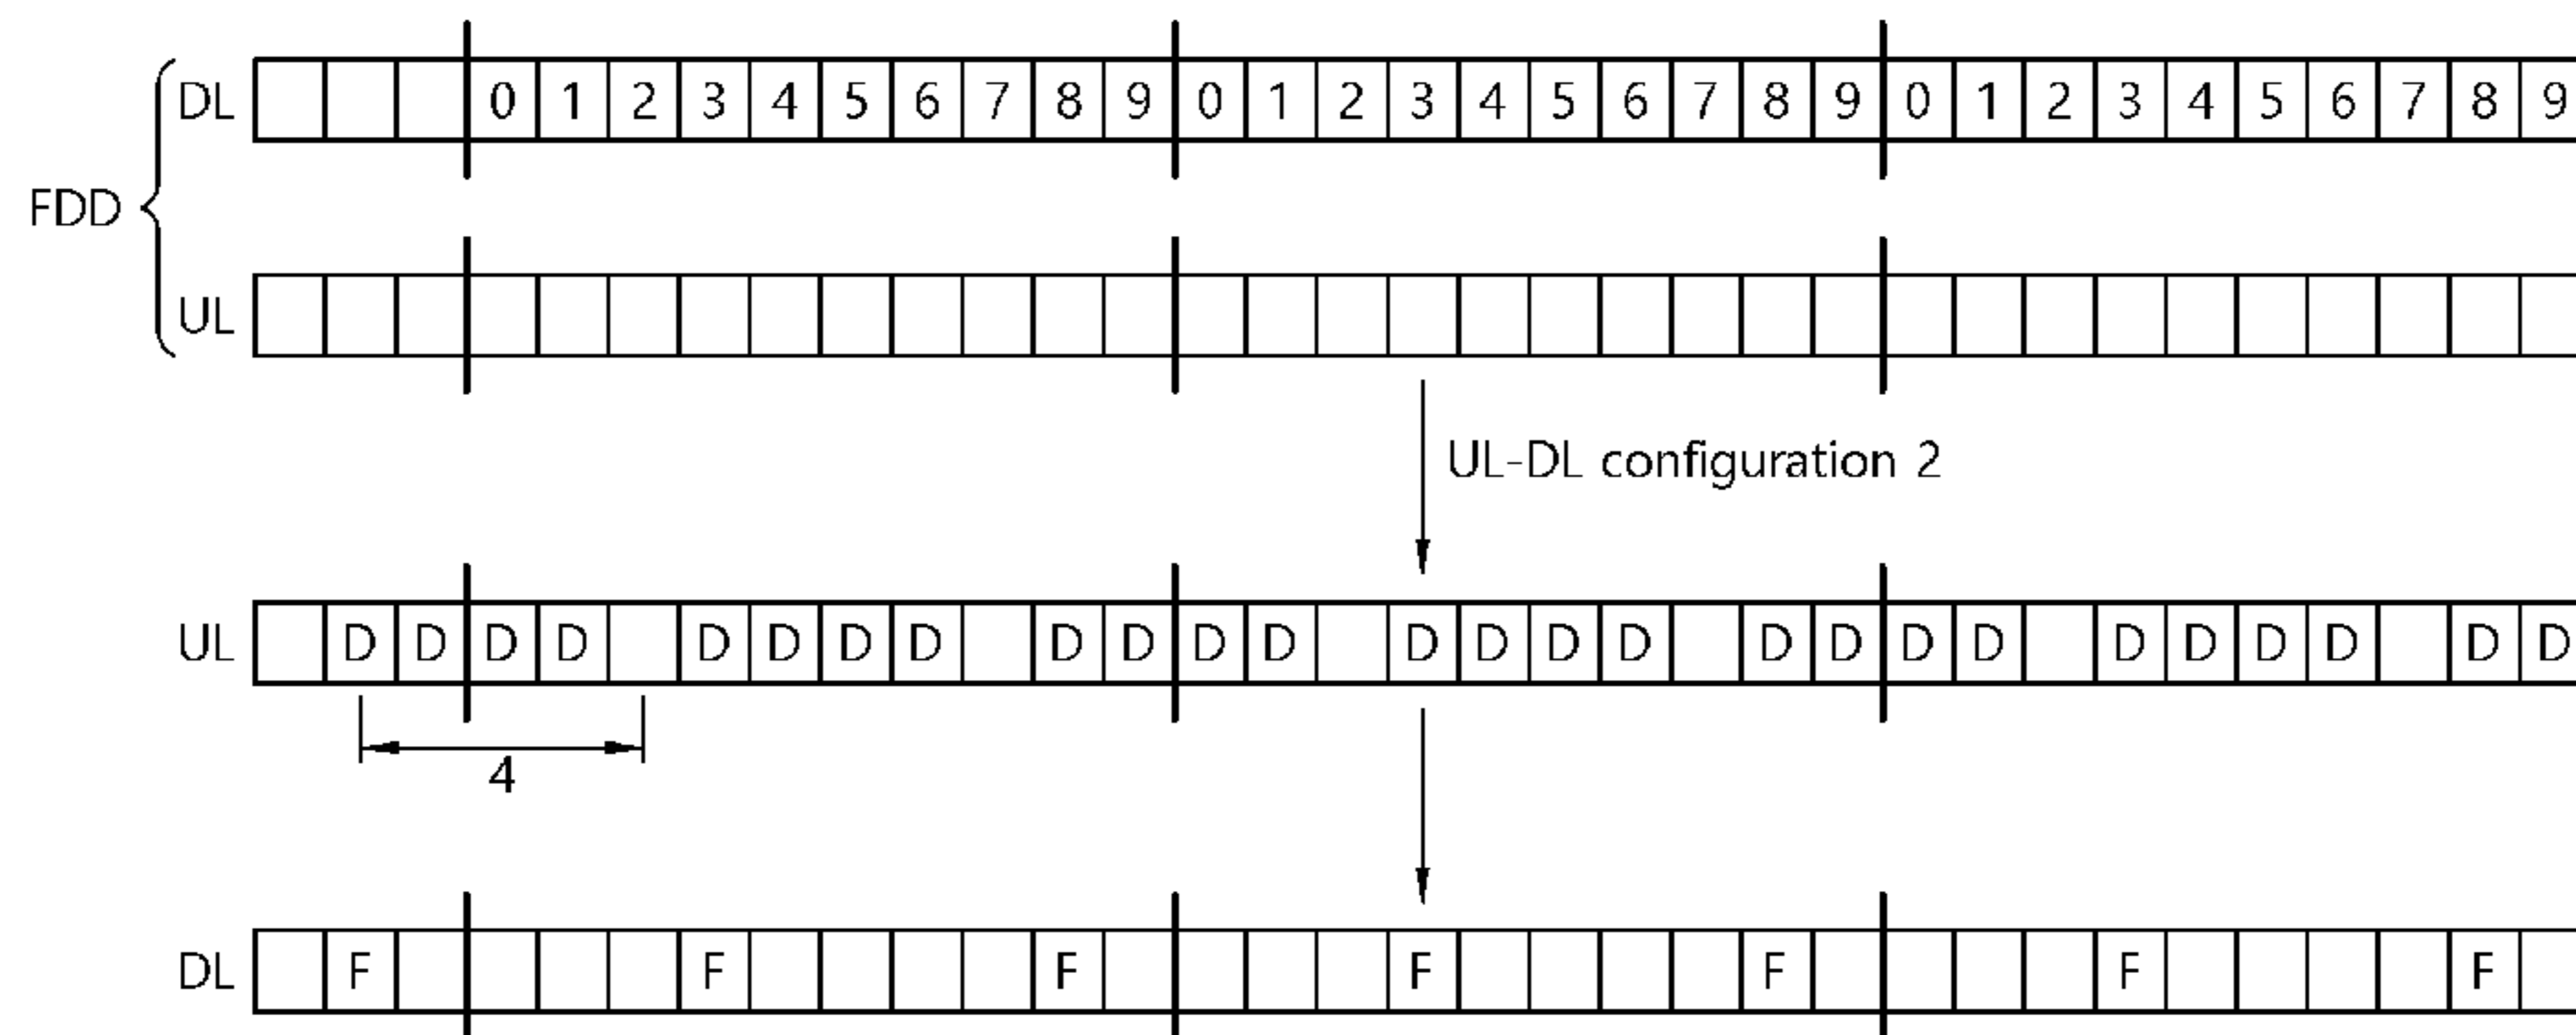 DL 0 1 2 3 4 5 6 7 8 9 0 1 2 3 4 5 6 7 8 9 0 1 2 3 4 5 6 7 8 9
FDD
UL
UL-DL configuration 2
UL D D D D D D D D D D D D D D D D D D D D D D D D D D
4
DL F F F F F F F